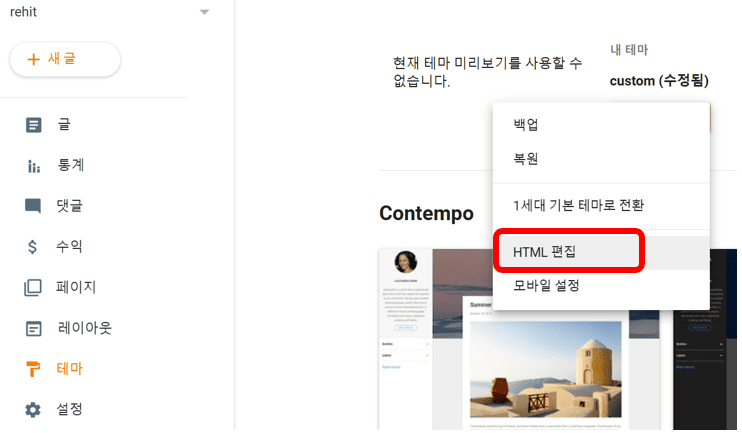 rehit
새 글
글
통계
댓글
수익
페이지
레이아웃
테마
설정
현재 테마 미리보기를 사용할 수
없습니다.
내 테마
custom (수정됨)
백업
복원
1세대 기본 테마로 전환
HTML 편집
모바일 설정
Contempo
Summer